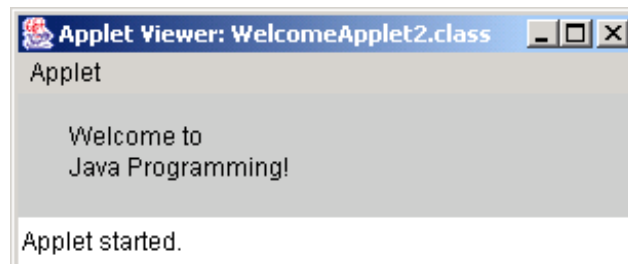 Applet Viewer: WelcomeApplet2.class
Applet
Welcome to
Java Programming!
Applet started.